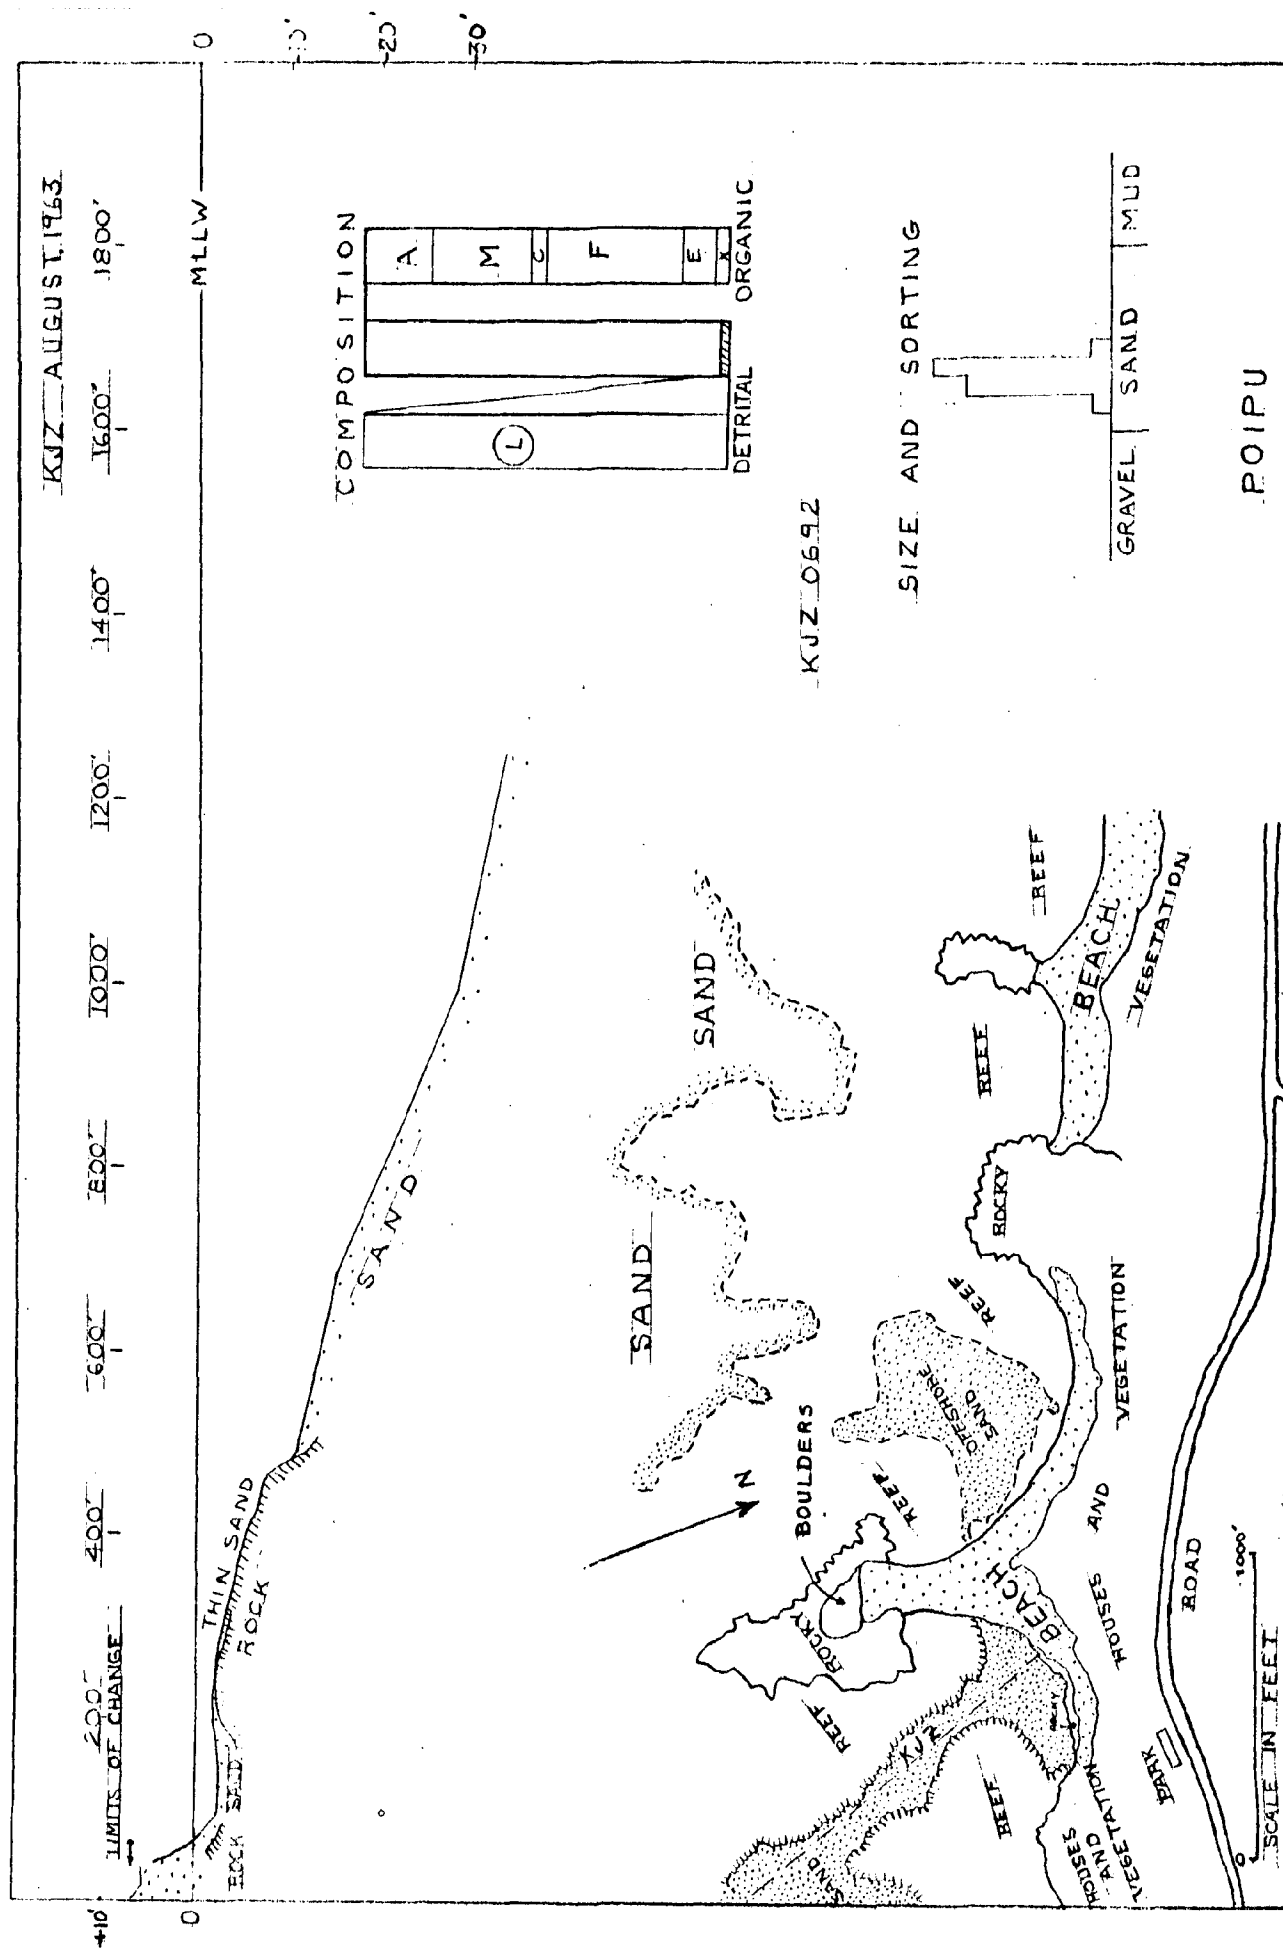 KJZ AUGUST, 1963
LIMITS OF CHANGE
200' 400' 600' 800' 1000' 1200' 1400' 1600' 1800'
+10'
0
0
-10'
-20'
-30'
MLLW
THIN SAND
ROCK
ROCK SAND
SAND
COMPOSITION
L
A
M
C
F
E
X
DETRITAL ORGANIC
KJZ 0692
SIZE AND SORTING
GRAVEL SAND MUD
SAND
SAND
N
BOULDERS
ROCKY
REEF
REEF
OFFSHORE
SAND
REEF
ROCKY
REEF
REEF
KJZ
SAND
REEF
ROCKY
BEACH
BEACH
VEGETATION
HOUSES AND VEGETATION
HOUSES
AND
VEGETATION
PARK
ROAD
0 1000'
SCALE IN FEET
POIPU